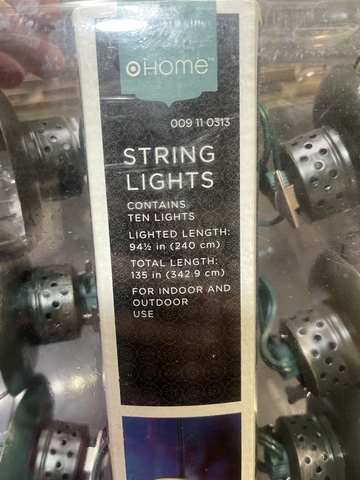 HOME™
009 11 0313
STRING
LIGHTS
CONTAINS
TEN LIGHTS
LIGHTED LENGTH:
94½ in (240 cm)
TOTAL LENGTH:
135 in (342.9 cm)
FOR INDOOR AND
OUTDOOR
USE